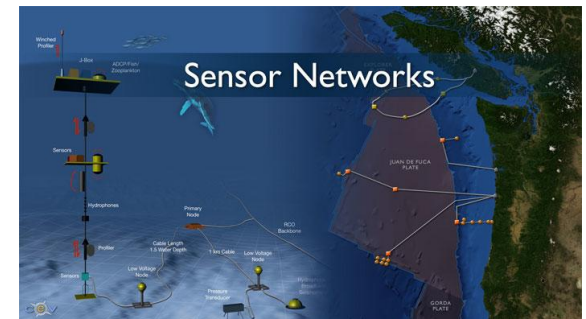 Sensor Networks
Winched
Profiler
J-Box
ADCP/Fish/
Zooplankton
Sensors
Hydrophones
Profiler
Sensors
Low Voltage
Node
Cable Length
1.5 Water Depth
Primary
Node
1 km Cable
RCO
Backbone
Low Voltage
Node
Pressure
Transducer
JUAN DE FUCA
PLATE
GORDA
PLATE